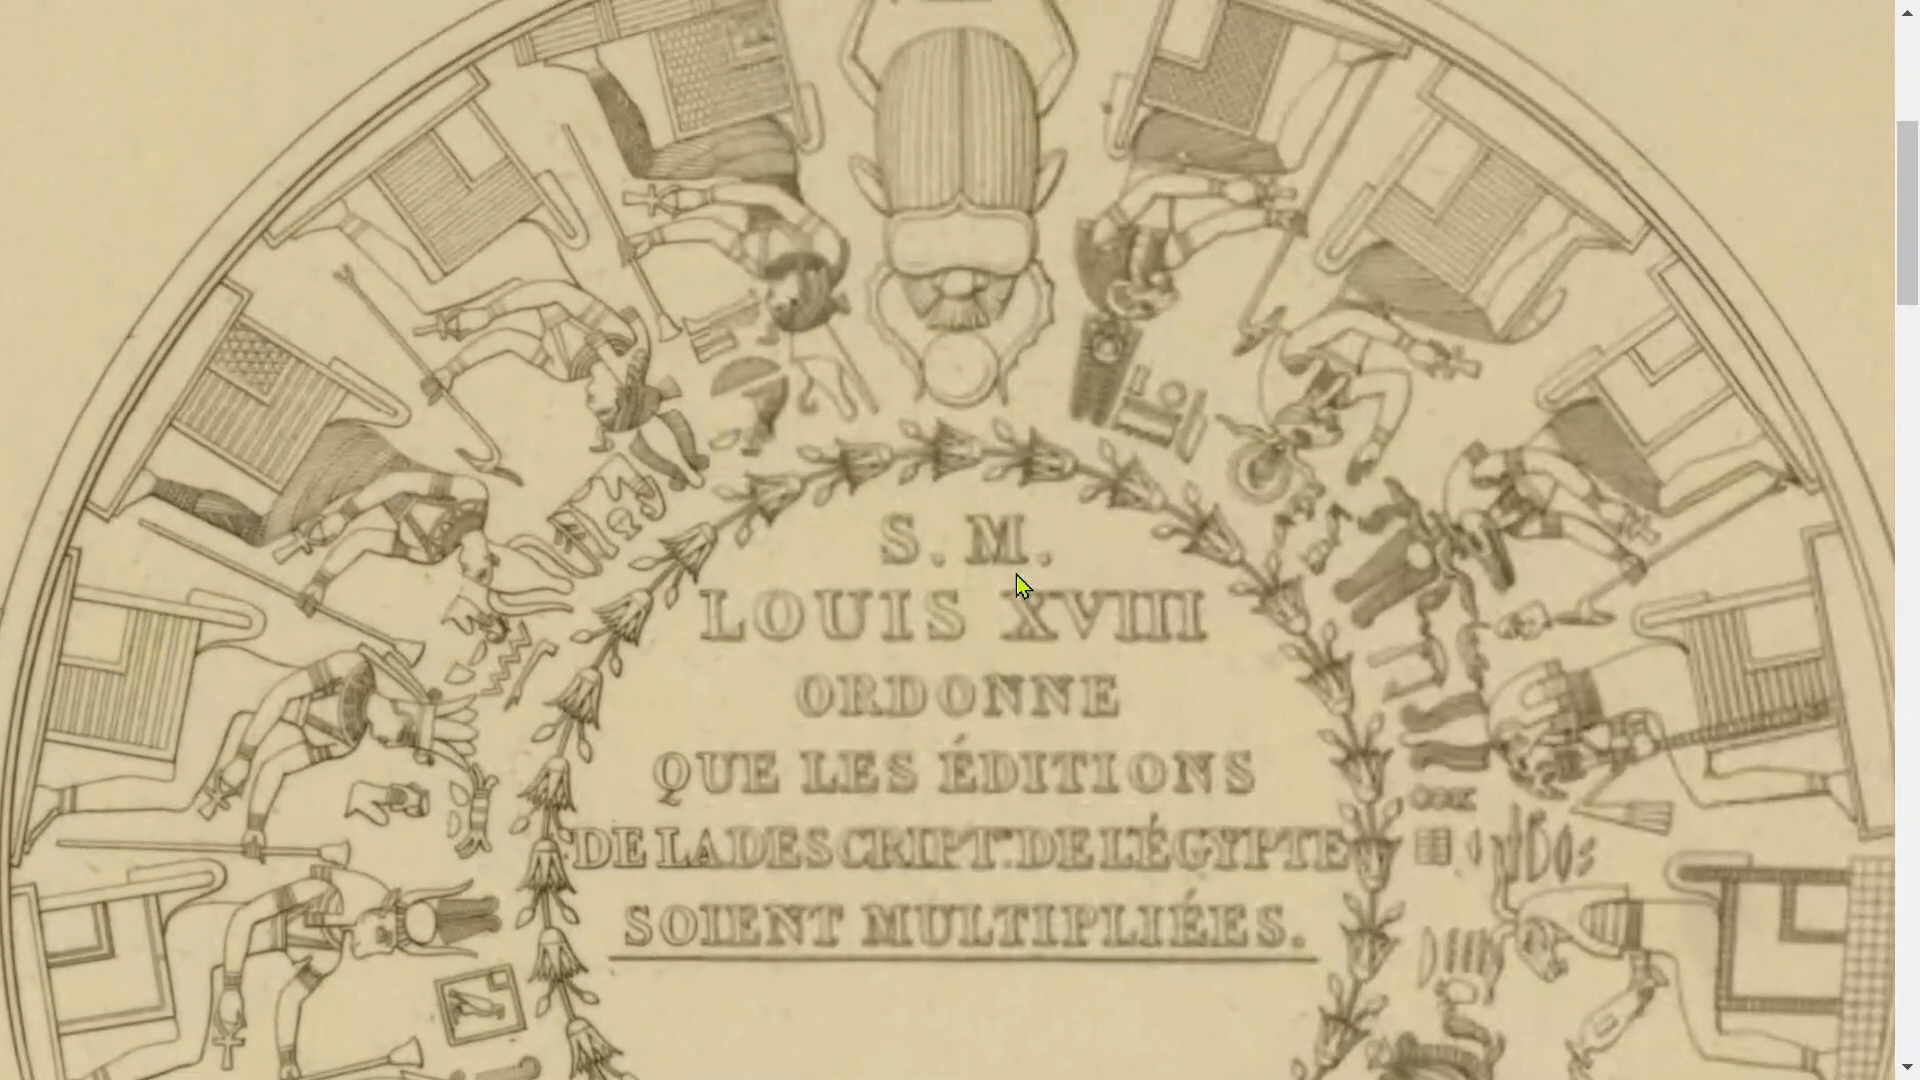 S. M.
LOUIS XVIII
ORDONNE
QUE LES ÉDITIONS
DE LA DESCRIPT.ᴼᴺ DE L'ÉGYPTE
SOIENT MULTIPLIÉES.